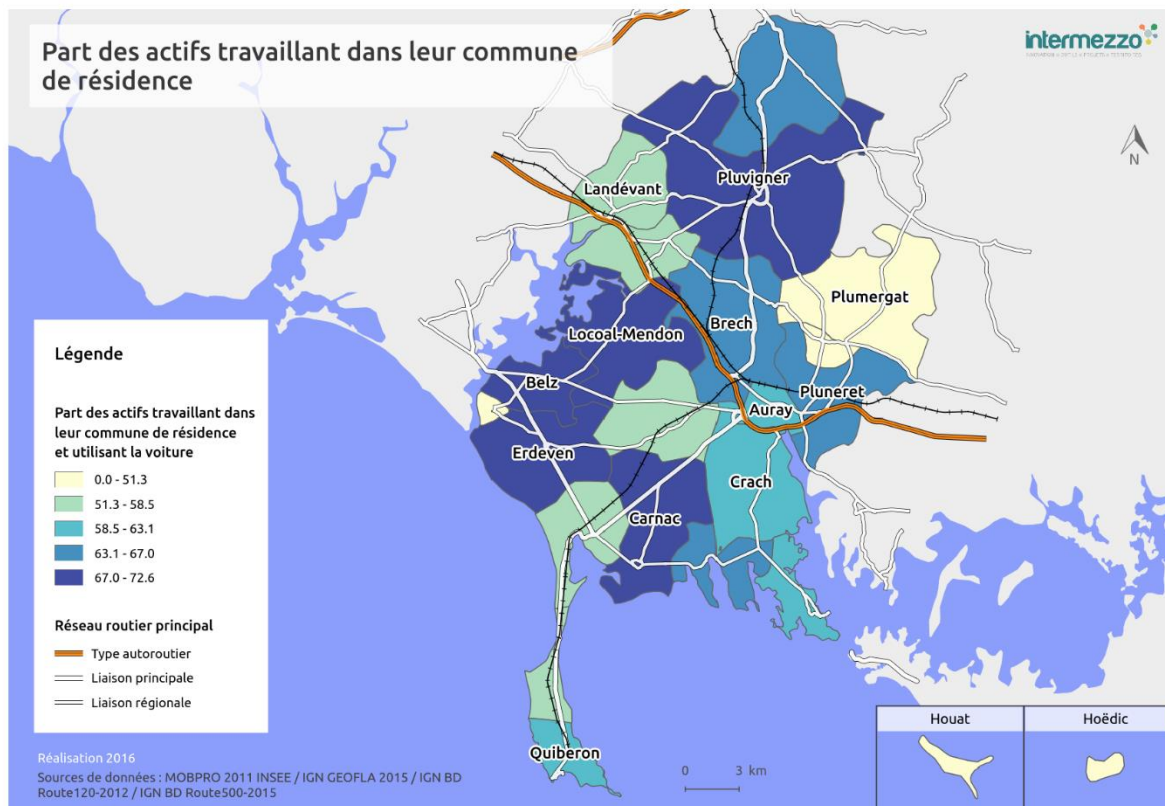 Part des actifs travaillant dans leur commune
de résidence
intermezzo
N
Landévant
Pluvigner
Plumergat
Brech
Locoal-Mendon
Belz
Pluneret
Auray
Erdeven
Crach
Carnac
Quiberon
Légende
Part des actifs travaillant dans
leur commune de résidence
et utilisant la voiture
0.0 - 51.3
51.3 - 58.5
58.5 - 63.1
63.1 - 67.0
67.0 - 72.6
Réseau routier principal
Type autoroutier
Liaison principale
Liaison régionale
Houat
Hoëdic
0 3 km
Réalisation 2016
Sources de données : MOBPRO 2011 INSEE / IGN GEOFLA 2015 / IGN BD
Route120-2012 / IGN BD Route500-2015